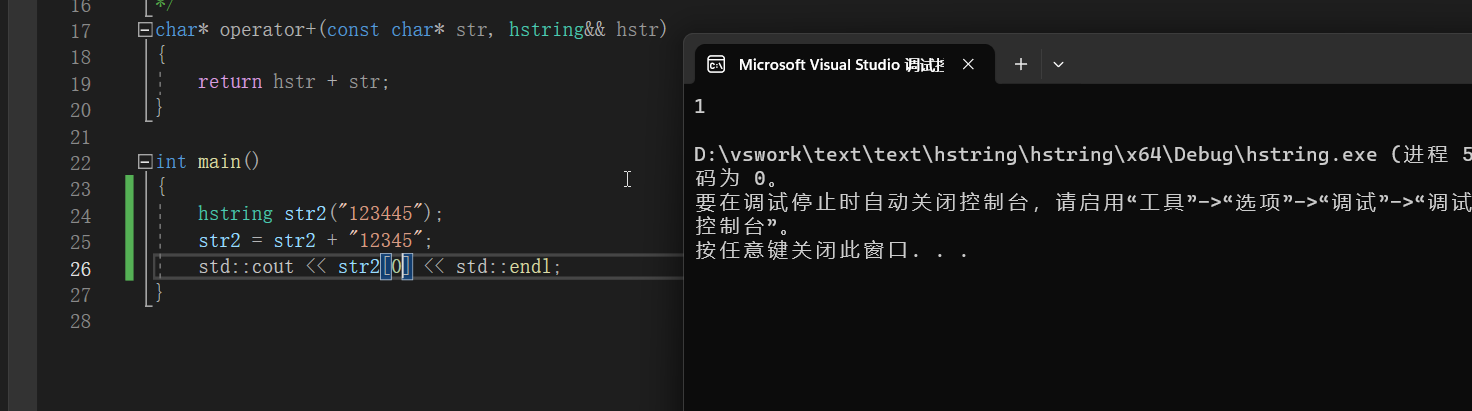 16 */
17 char* operator+(const char* str, hstring&& hstr)
18 {
19 return hstr + str;
20 }
21
22 int main()
23 {
24 hstring str2("123445");
25 str2 = str2 + "12345";
26 std::cout << str2[0] << std::endl;
27 }
28
Microsoft Visual Studio 调试
1
D:\vswork\text\text\hstring\hstring\x64\Debug\hstring.exe (进程 5
码为 0。
要在调试停止时自动关闭控制台，请启用“工具”->“选项”->“调试”->“调试
控制台”。
按任意键关闭此窗口. . .